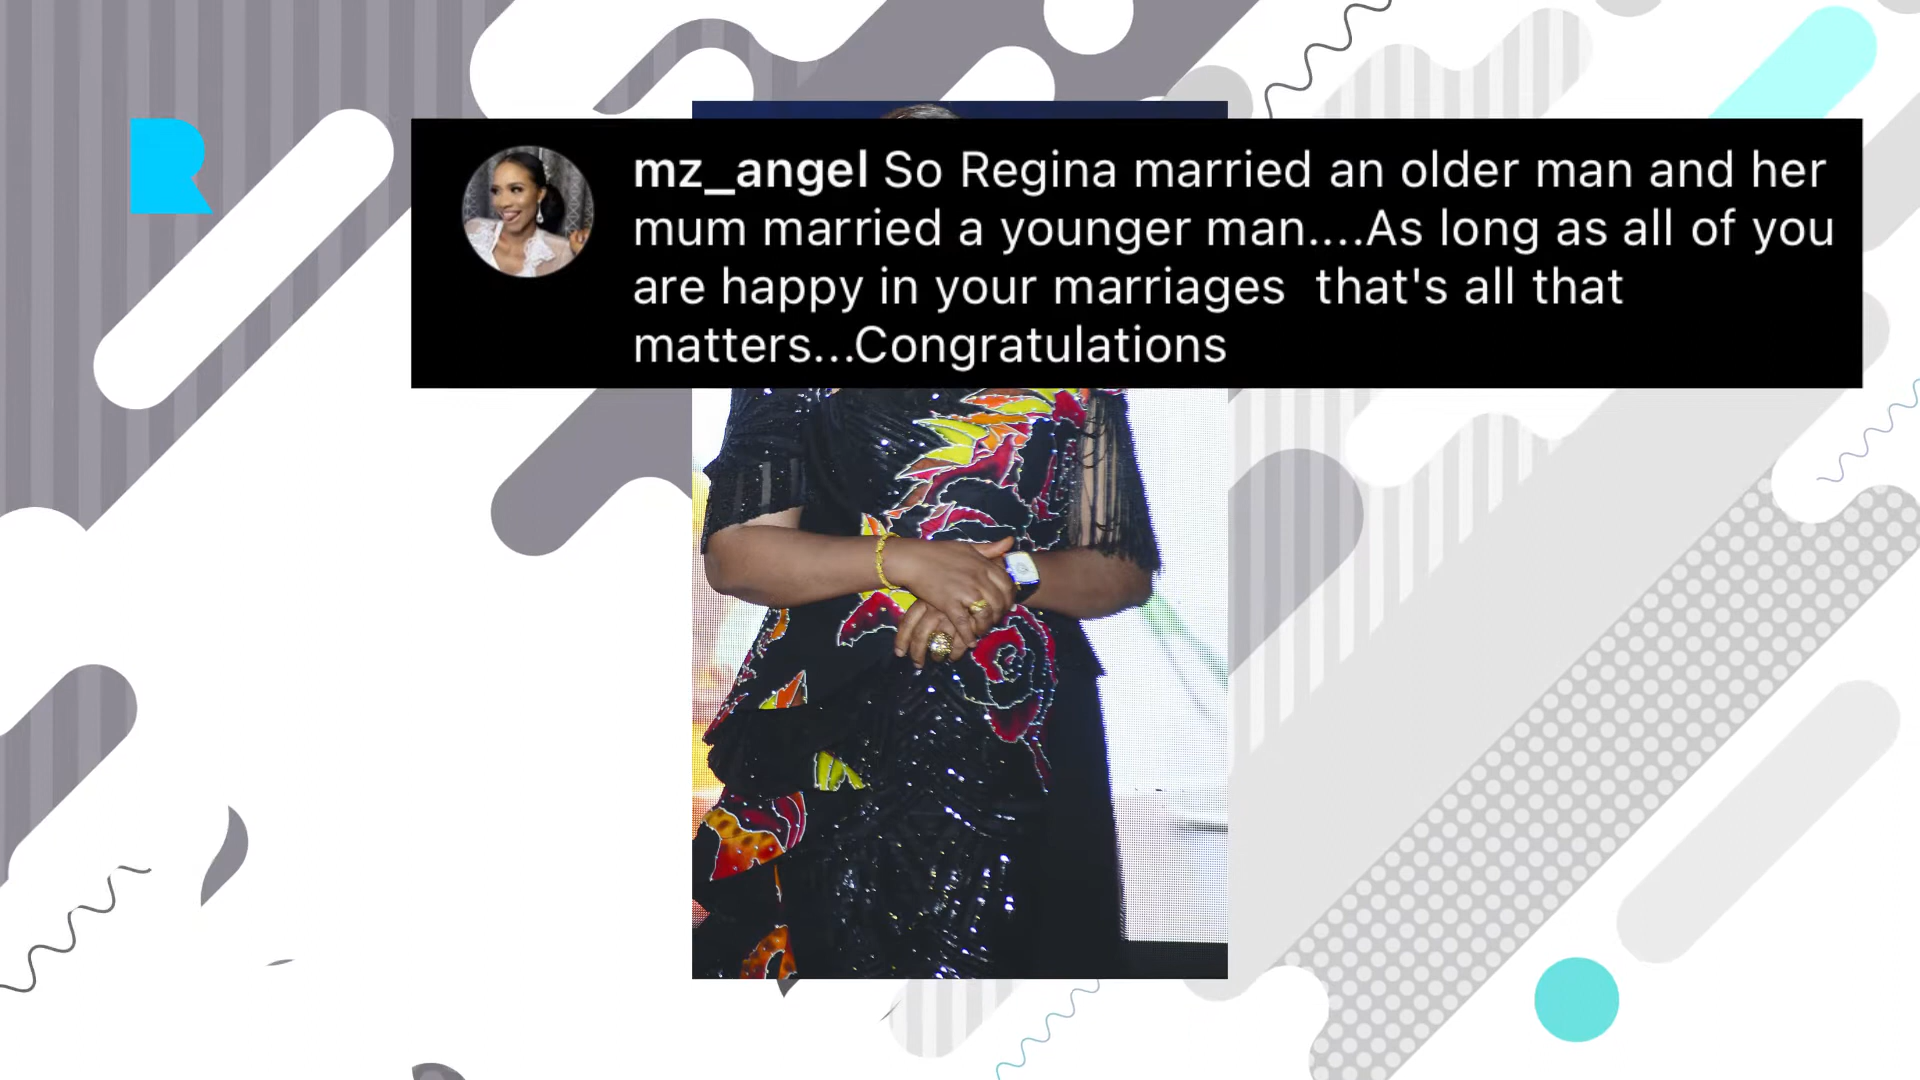 R
mz_angel So Regina married an older man and her
mum married a younger man....As long as all of you
are happy in your marriages  that's all that
matters...Congratulations